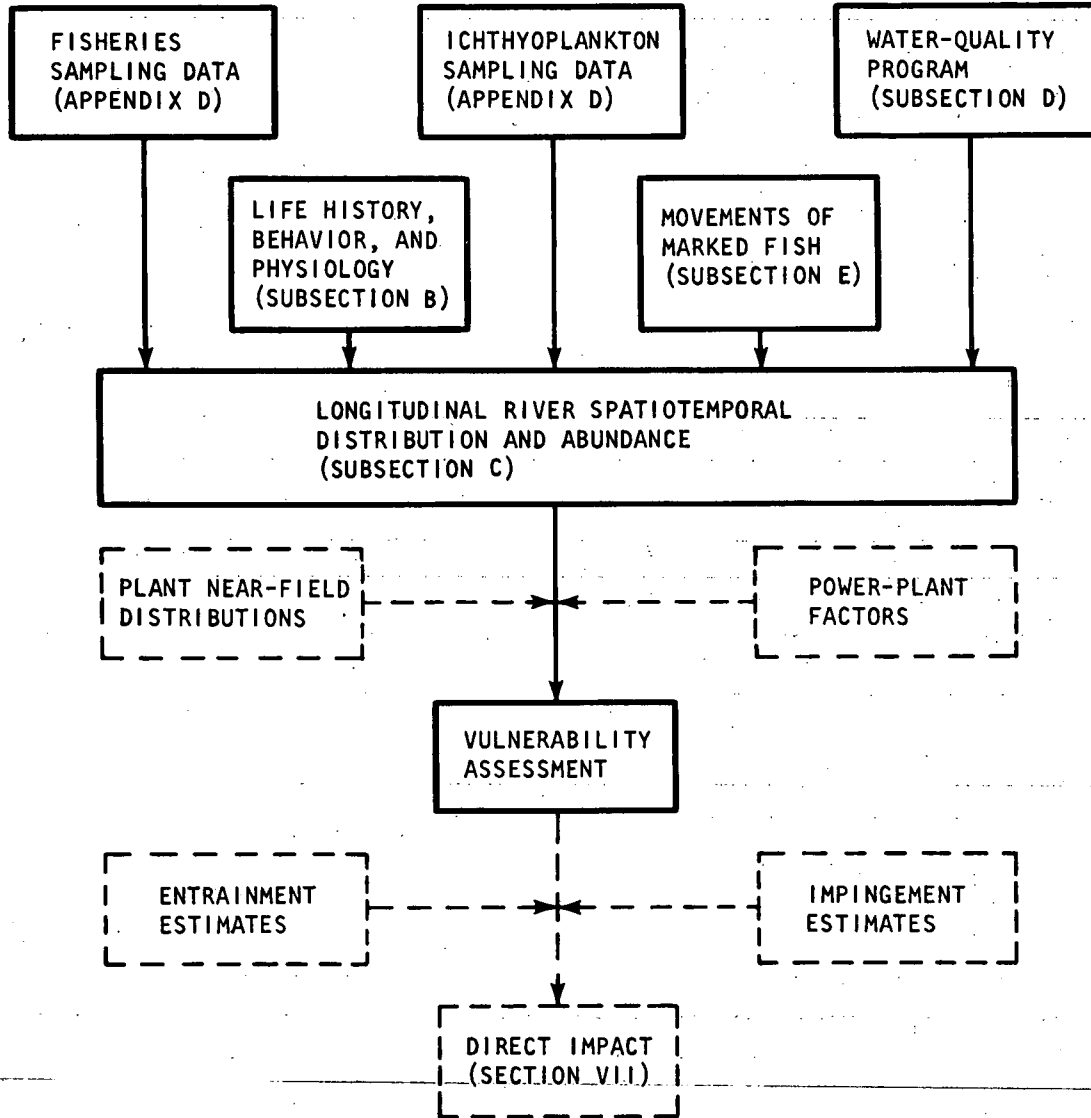 FISHERIES
SAMPLING DATA
(APPENDIX D)
ICHTHYOPLANKTON
SAMPLING DATA
(APPENDIX D)
WATER-QUALITY
PROGRAM
(SUBSECTION D)
LIFE HISTORY,
BEHAVIOR, AND
PHYSIOLOGY
(SUBSECTION B)
MOVEMENTS OF
MARKED FISH
(SUBSECTION E)
LONGITUDINAL RIVER SPATIOTEMPORAL
DISTRIBUTION AND ABUNDANCE
(SUBSECTION C)
PLANT NEAR-FIELD
DISTRIBUTIONS
POWER-PLANT
FACTORS
VULNERABILITY
ASSESSMENT
ENTRAINMENT
ESTIMATES
IMPINGEMENT
ESTIMATES
DIRECT IMPACT
(SECTION VII)